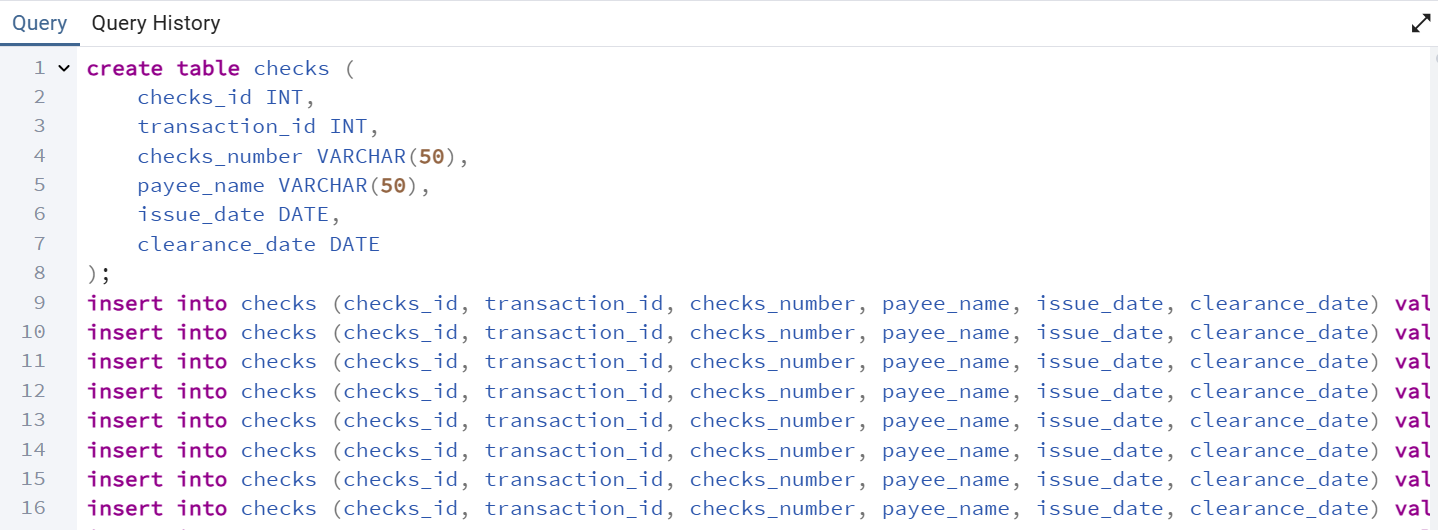 Query Query History
1 create table checks (
2 checks_id INT,
3 transaction_id INT,
4 checks_number VARCHAR(50),
5 payee_name VARCHAR(50),
6 issue_date DATE,
7 clearance_date DATE
8 );
9 insert into checks (checks_id, transaction_id, checks_number, payee_name, issue_date, clearance_date) val
10 insert into checks (checks_id, transaction_id, checks_number, payee_name, issue_date, clearance_date) val
11 insert into checks (checks_id, transaction_id, checks_number, payee_name, issue_date, clearance_date) val
12 insert into checks (checks_id, transaction_id, checks_number, payee_name, issue_date, clearance_date) val
13 insert into checks (checks_id, transaction_id, checks_number, payee_name, issue_date, clearance_date) val
14 insert into checks (checks_id, transaction_id, checks_number, payee_name, issue_date, clearance_date) val
15 insert into checks (checks_id, transaction_id, checks_number, payee_name, issue_date, clearance_date) val
16 insert into checks (checks_id, transaction_id, checks_number, payee_name, issue_date, clearance_date) val